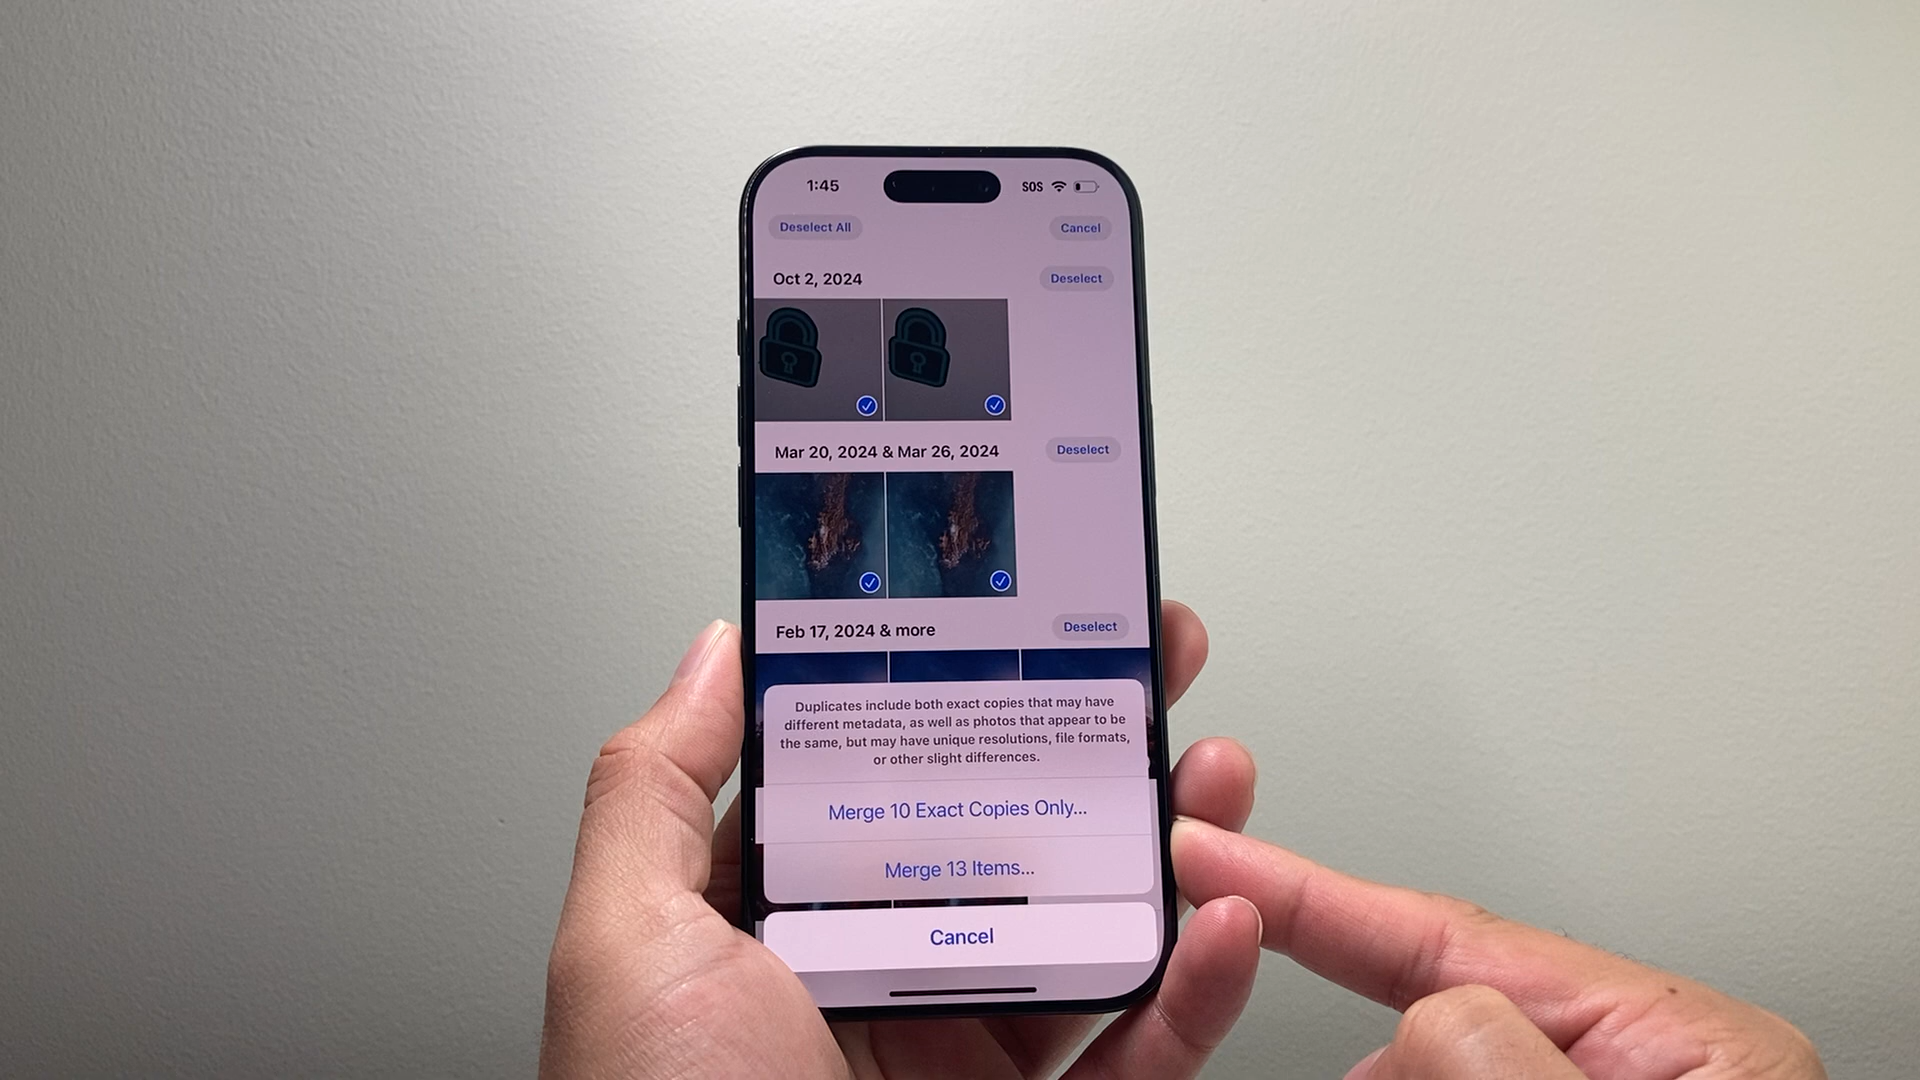 1:45 SOS
Deselect All Cancel
Oct 2, 2024 Deselect
Mar 20, 2024 & Mar 26, 2024 Deselect
Feb 17, 2024 & more Deselect
Duplicates include both exact copies that may have
different metadata, as well as photos that appear to be
the same, but may have unique resolutions, file formats,
or other slight differences.
Merge 10 Exact Copies Only...
Merge 13 Items...
Cancel